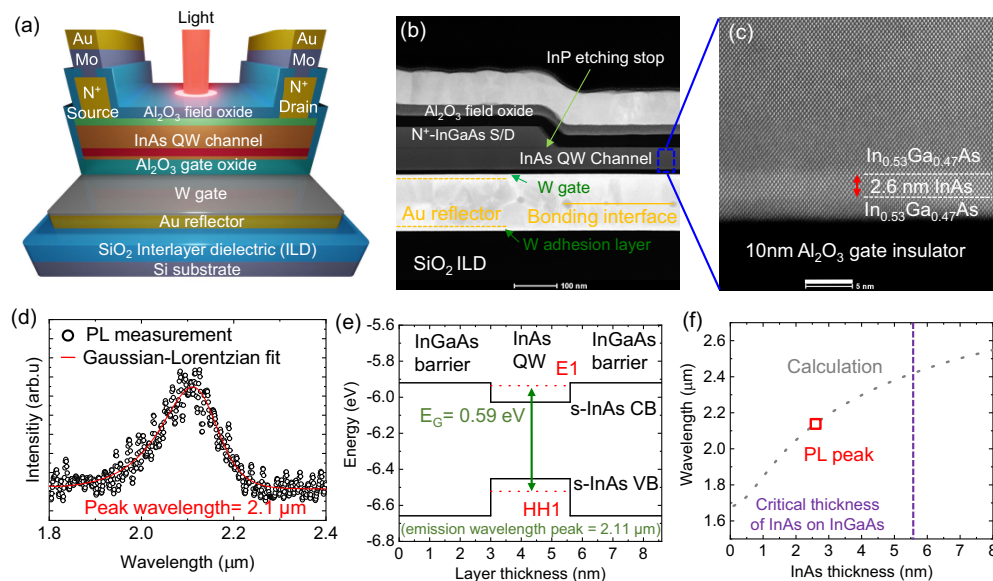 (a)
Light
Au
Au
Mo
Mo
N⁺
Source
N⁺
Drain
Al₂O₃ field oxide
InAs QW channel
Al₂O₃ gate oxide
W gate
Au reflector
SiO₂ Interlayer dielectric (ILD)
Si substrate
(b)
InP etching stop
Al₂O₃ field oxide
N⁺-InGaAs S/D
InAs QW Channel
W gate
Au reflector
Bonding interface
W adhesion layer
SiO₂ ILD
100 nm
(c)
In₀.₅₃Ga₀.₄₇As
2.6 nm InAs
In₀.₅₃Ga₀.₄₇As
10nm Al₂O₃ gate insulator
5 nm
(d)
PL measurement
Gaussian-Lorentzian fit
Intensity (arb.u)
Peak wavelength= 2.1 μm
1.8 2.0 2.2 2.4
Wavelength (μm)
(e)
-5.6
-5.8
-6.0
-6.2
-6.4
-6.6
-6.8
Energy (eV)
InGaAs
barrier
InAs
QW
InGaAs
barrier
E1
s-InAs CB
E_G= 0.59 eV
s-InAs VB
HH1
(emission wavelength peak = 2.11 μm)
0 1 2 3 4 5 6 7 8
Layer thickness (nm)
(f)
2.6
2.4
2.2
2.0
1.8
1.6
Wavelength (μm)
Calculation
PL peak
Critical thickness
of InAs on InGaAs
0 1 2 3 4 5 6 7 8
InAs thickness (nm)